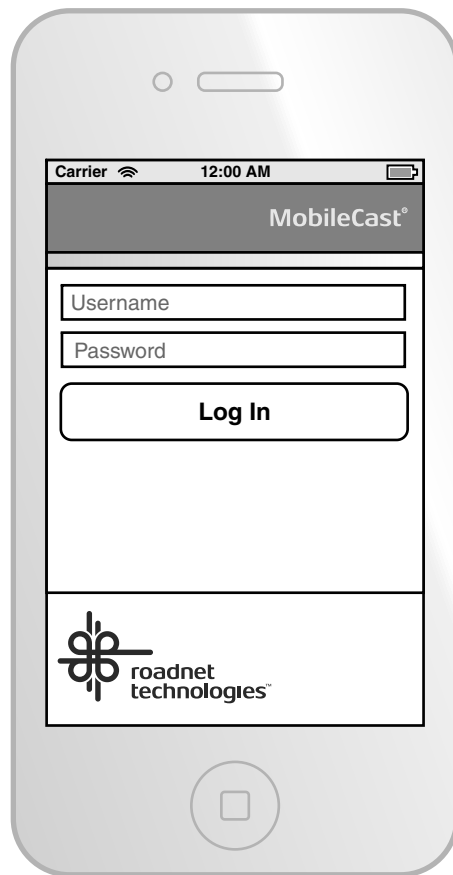 Carrier 12:00 AM
MobileCast®
Username
Password
Log In
roadnet
technologies™